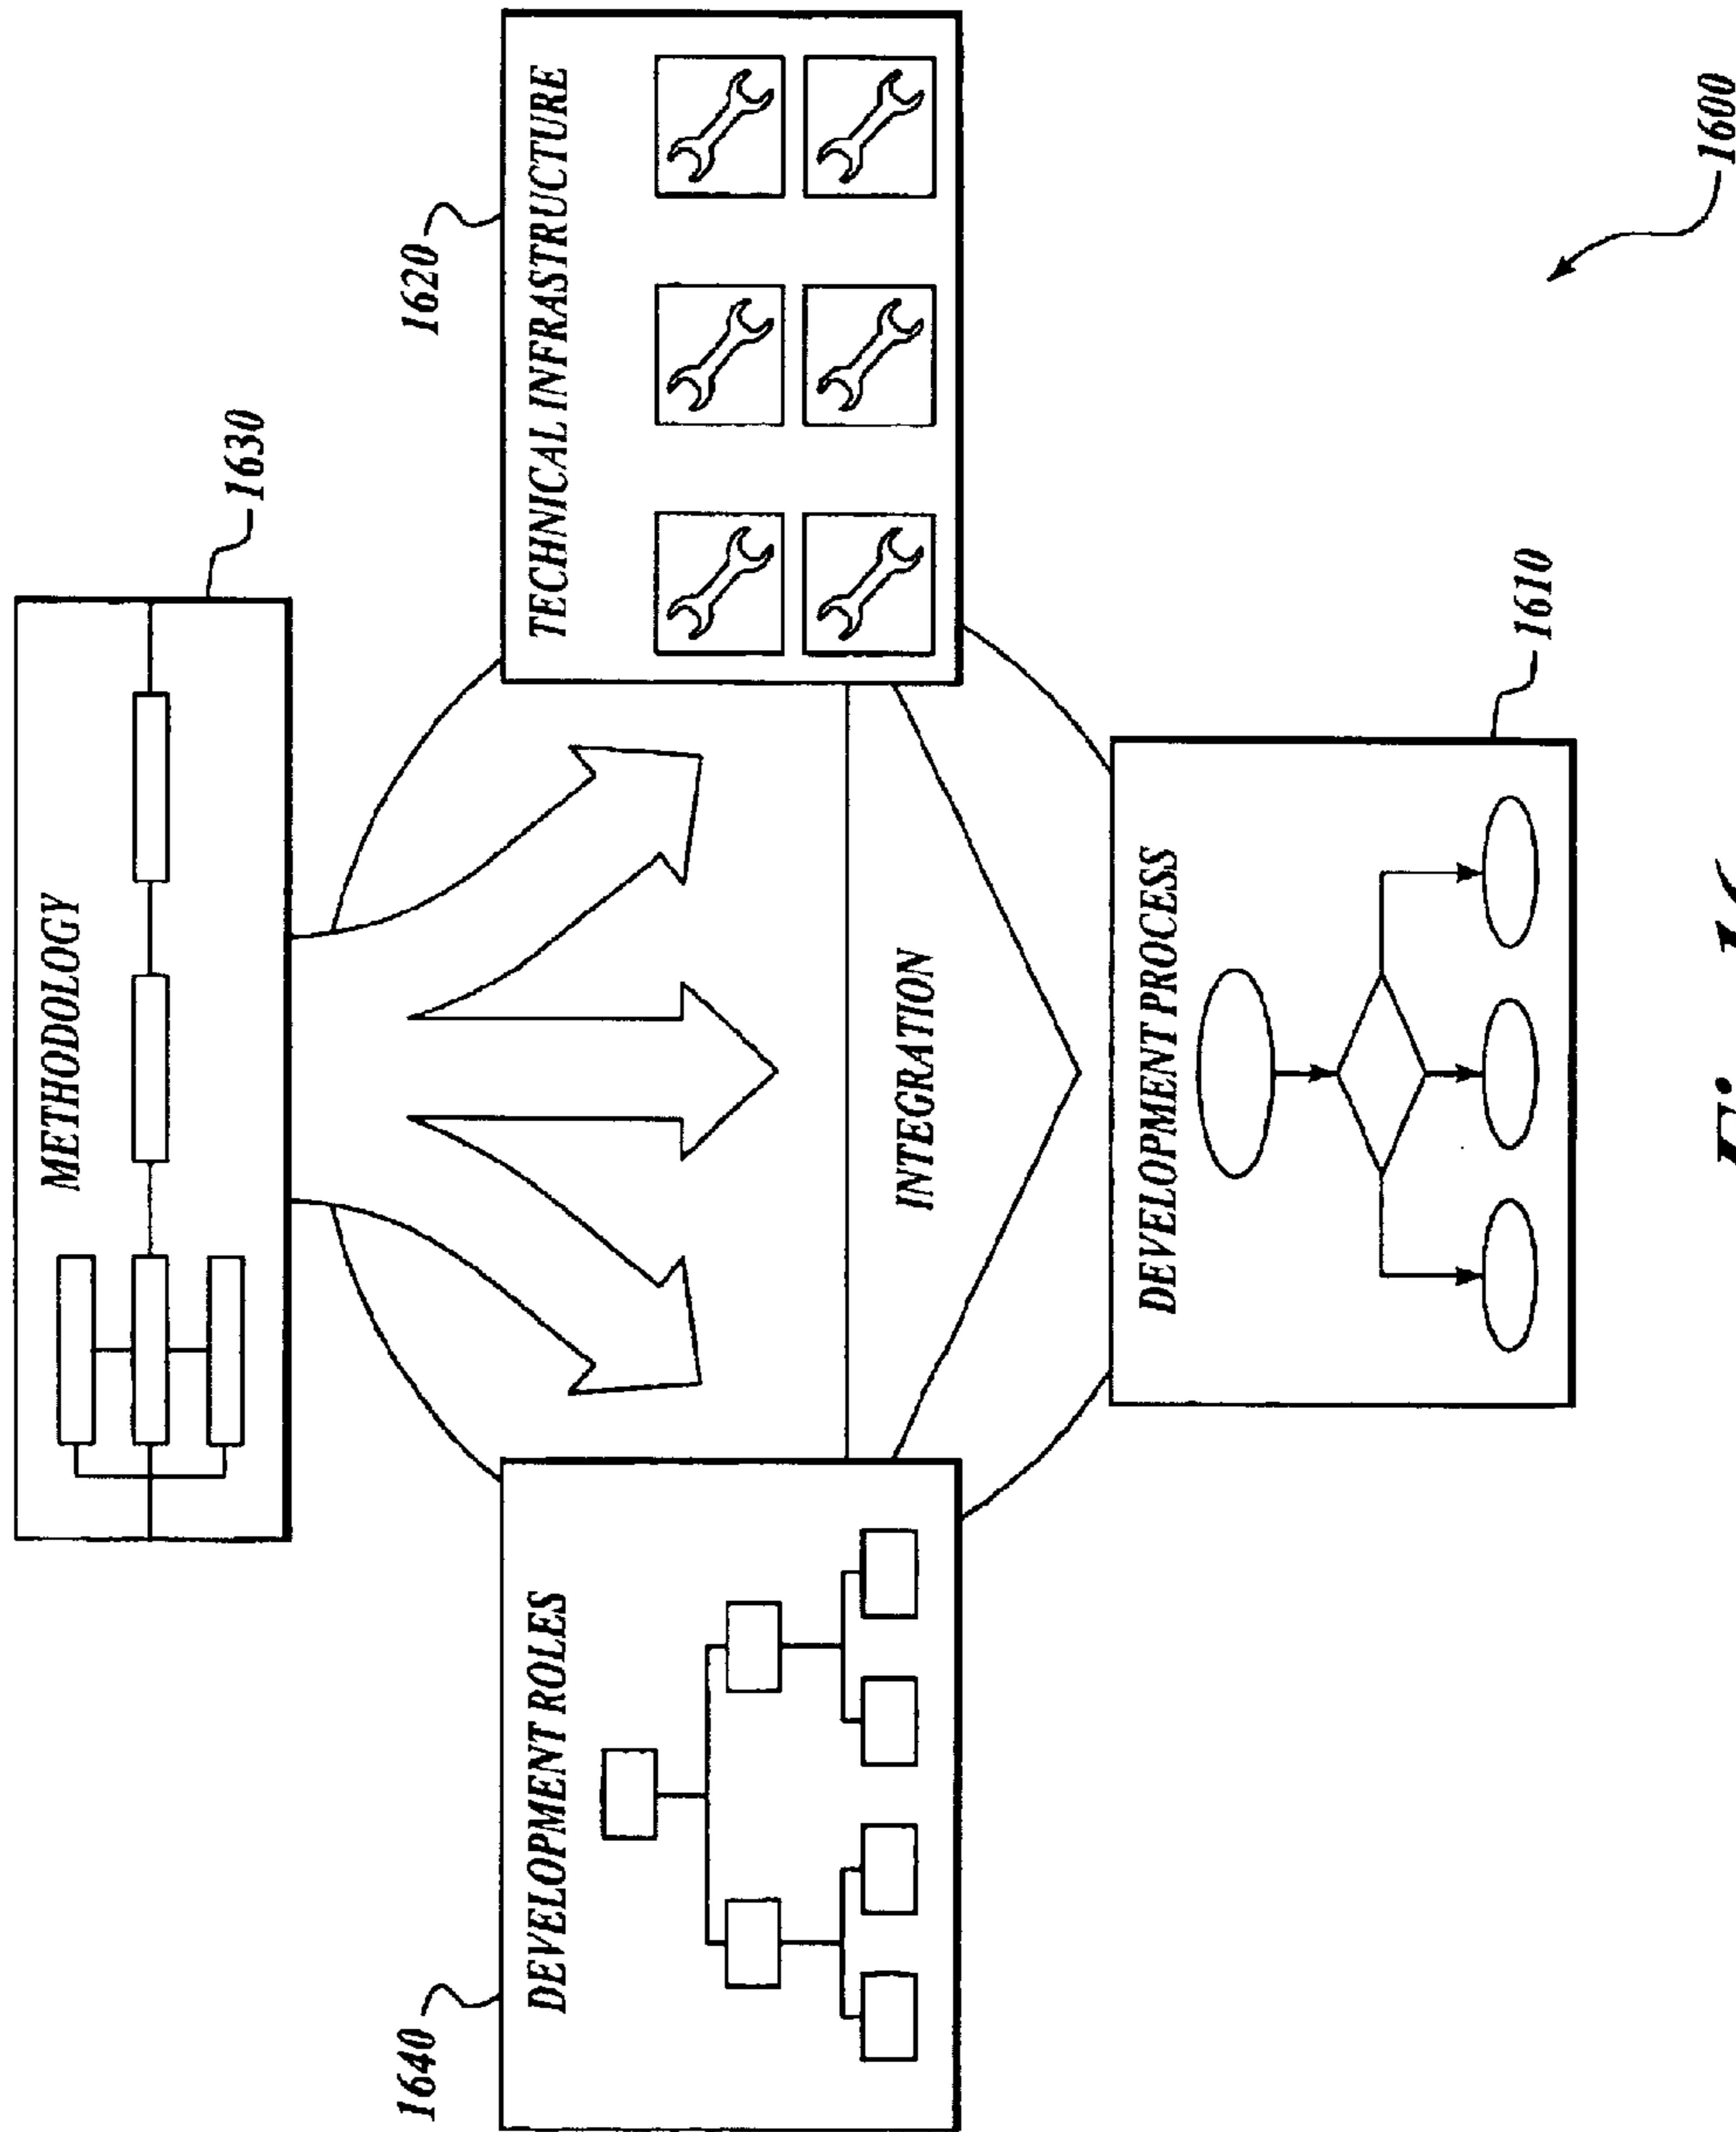 METHODOLOGY
1630
1640
1620
DEVELOPMENT ROLES
TECHNICAL INFRASTRUCTURE
INTEGRATION
DEVELOPMENT PROCESS
1610
1600